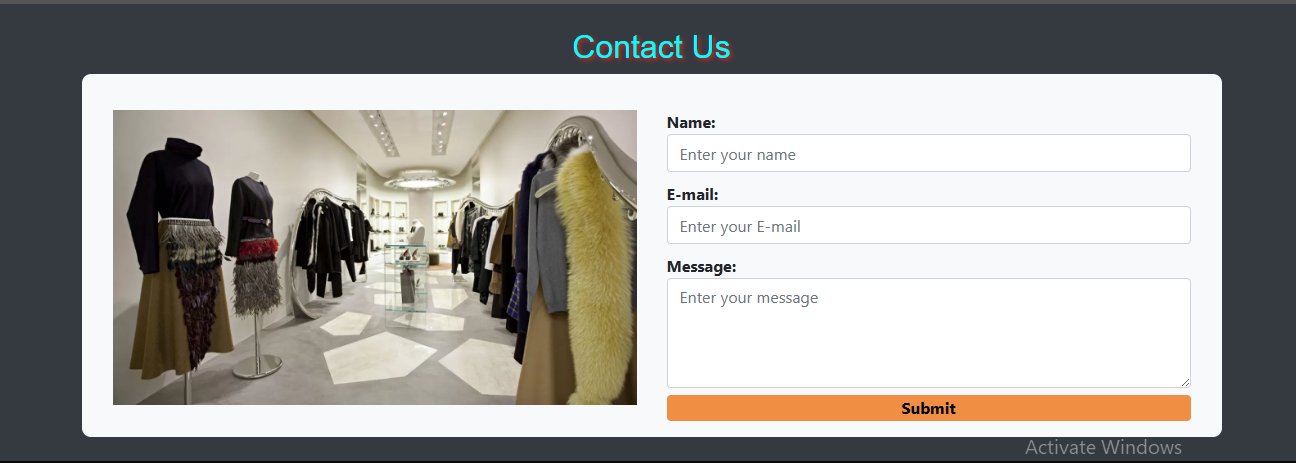 Contact Us
Name:
Enter your name
E-mail:
Enter your E-mail
Message:
Enter your message
Submit
Activate Windows